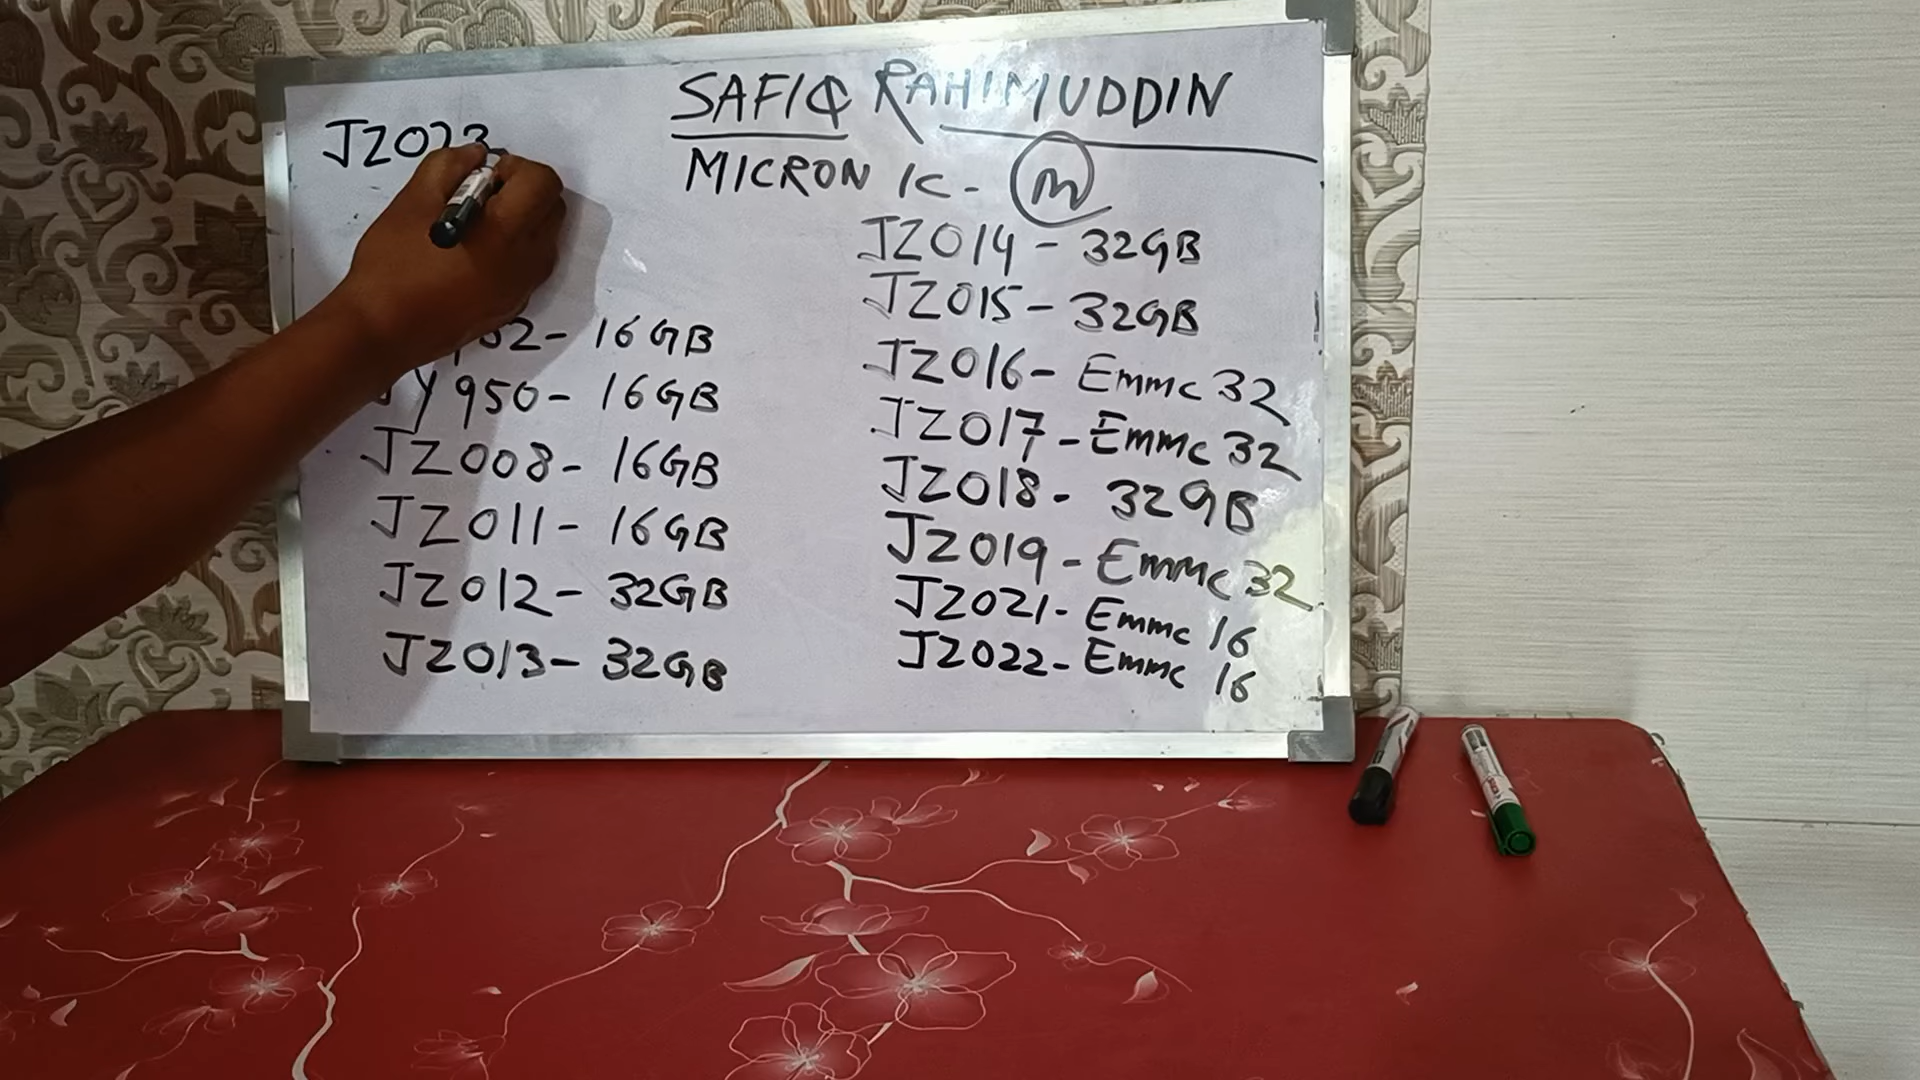 SAFIQ RAHIMUDDIN
MICRON IC - m
JZ023
- 16GB
JY950 - 16GB
JZ008 - 16GB
JZ011 - 16GB
JZ012 - 32GB
JZ013 - 32GB
JZ014 - 32GB
JZ015 - 32GB
JZ016 - Emmc 32
JZ017 - Emmc 32
JZ018 - 32GB
JZ019 - Emmc 32
JZ021 - Emmc 16
JZ022 - Emmc 16